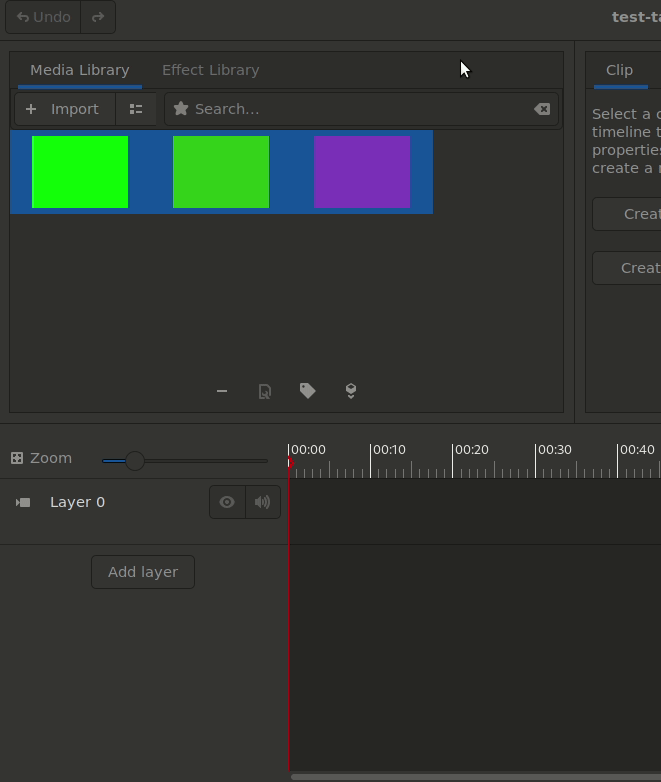 Undo
test-ta
Media Library
Effect Library
Clip
Import
Search...
Select a c
timeline t
properties
create a r
Creat
Creat
Zoom
00:00
00:10
00:20
00:30
00:40
Layer 0
Add layer